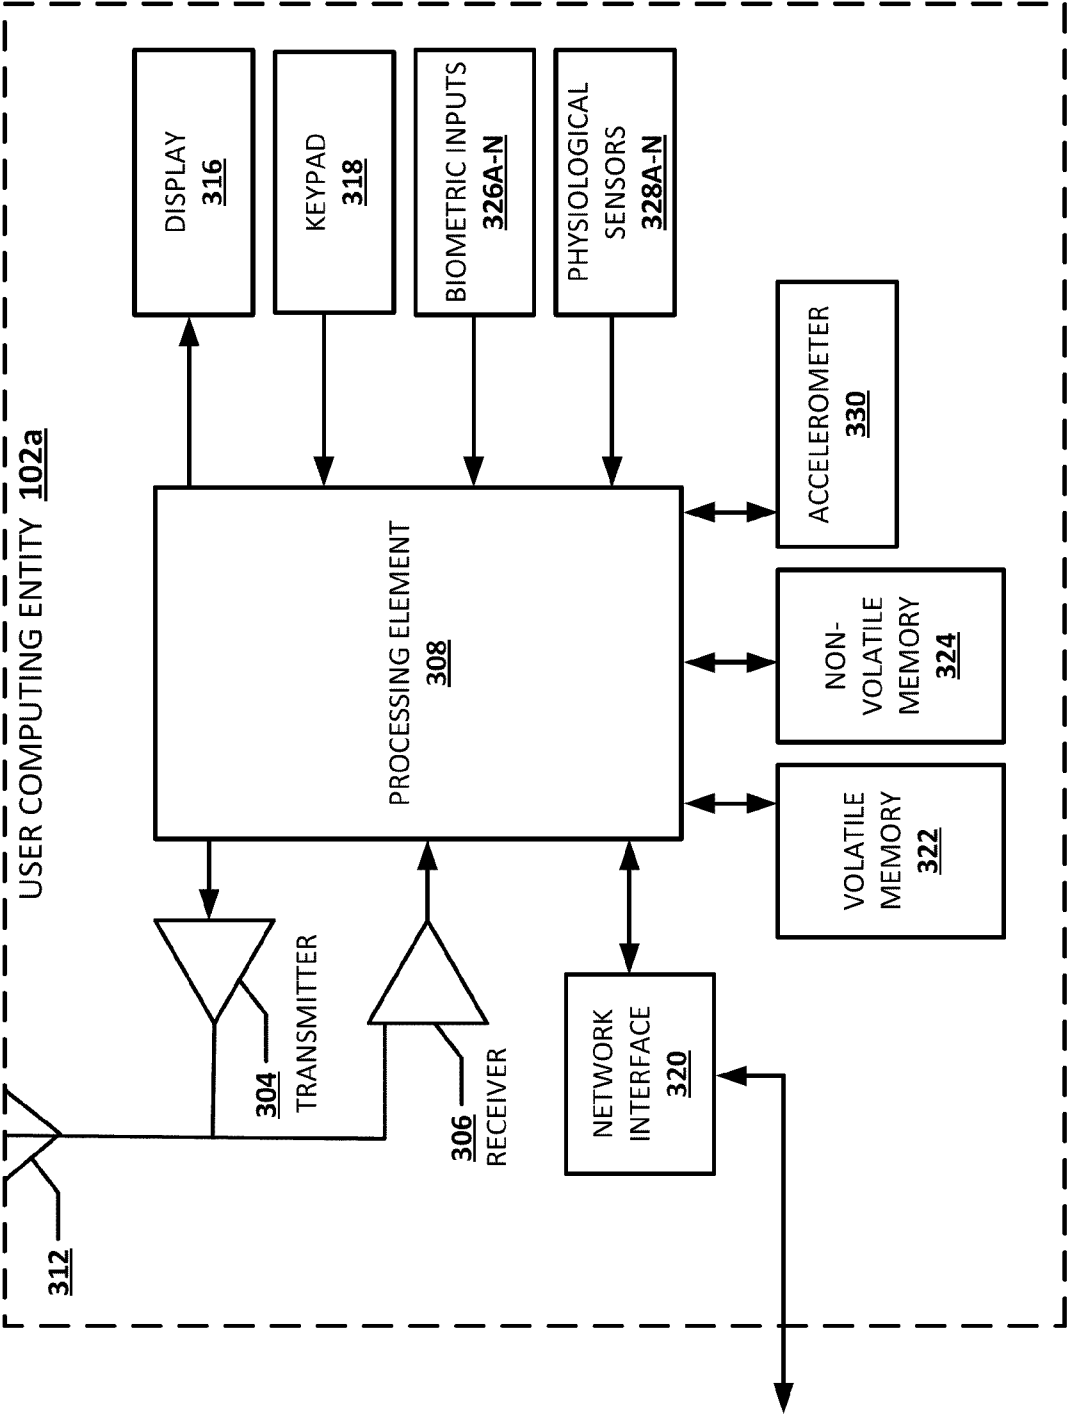 USER COMPUTING ENTITY 102a
312
304
TRANSMITTER
306
RECEIVER
NETWORK
INTERFACE
320
PROCESSING ELEMENT
308
DISPLAY
316
KEYPAD
318
BIOMETRIC INPUTS
326A-N
PHYSIOLOGICAL
SENSORS
328A-N
VOLATILE
MEMORY
322
NON-
VOLATILE
MEMORY
324
ACCELEROMETER
330